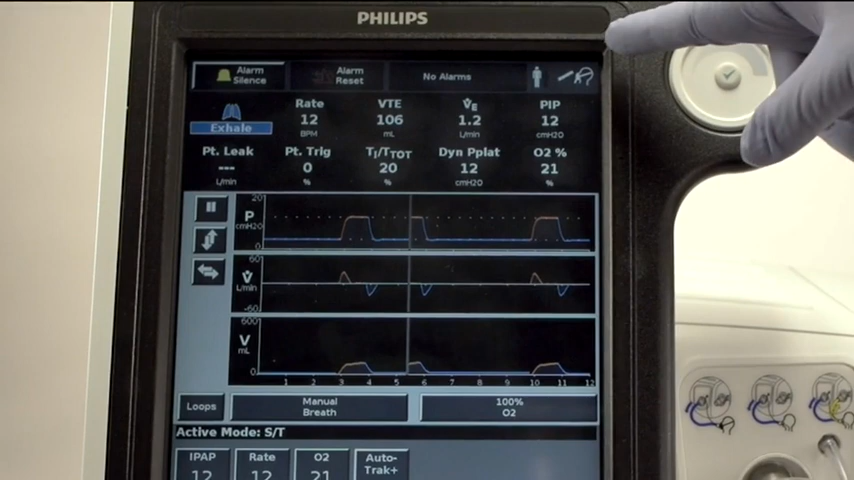 PHILIPS
Alarm Silence
Alarm Reset
No Alarms
Exhale
Rate
12
BPM
VTE
106
mL
V̇E
1.2
L/min
PIP
12
cmH2O
Pt. Leak
---
L/min
Pt. Trig
0
%
TI/TTOT
20
%
Dyn Pplat
12
cmH2O
O2 %
21
%
20
P
cmH2O
0
60
V̇
L/min
-60
600
V
mL
0
1 2 3 4 5 6 7 8 9 10 11 12
Loops
Manual Breath
100% O2
Active Mode: S/T
IPAP
12
Rate
12
O2
21
Auto-Trak+